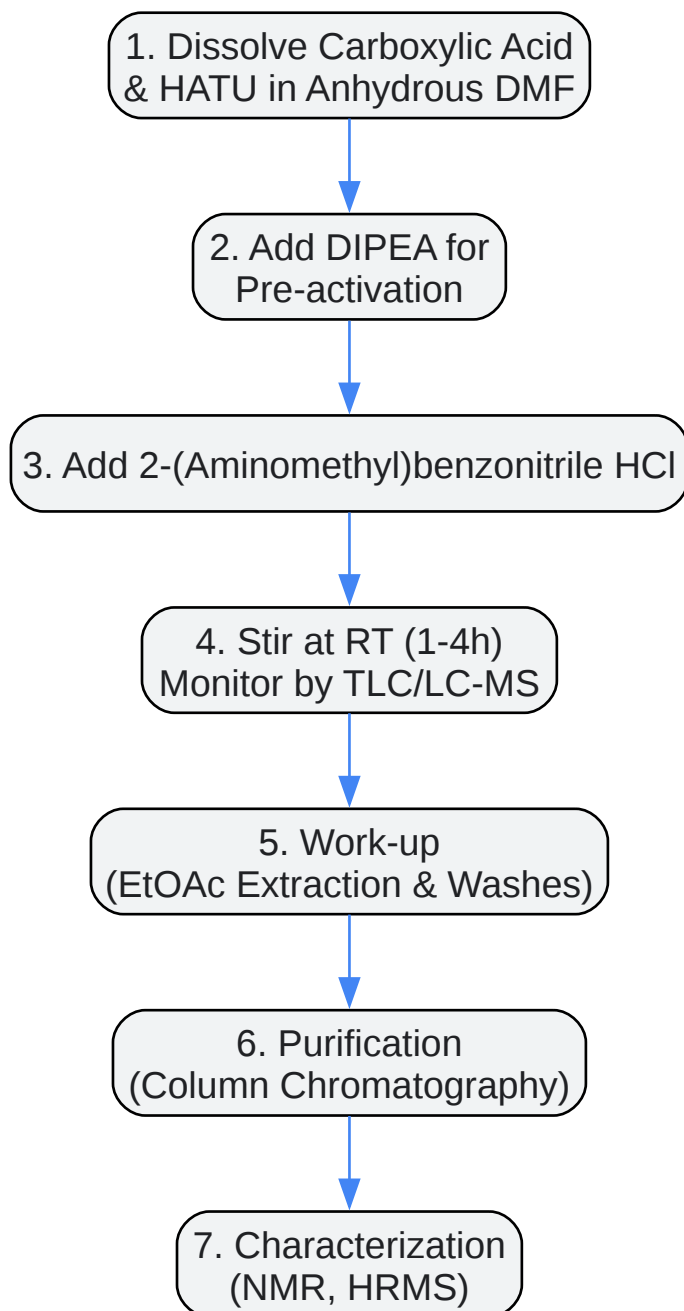 1. Dissolve Carboxylic Acid
& HATU in Anhydrous DMF
2. Add DIPEA for
Pre-activation
3. Add 2-(Aminomethyl)benzonitrile HCl
4. Stir at RT (1-4h)
Monitor by TLC/LC-MS
5. Work-up
(EtOAc Extraction & Washes)
6. Purification
(Column Chromatography)
7. Characterization
(NMR, HRMS)